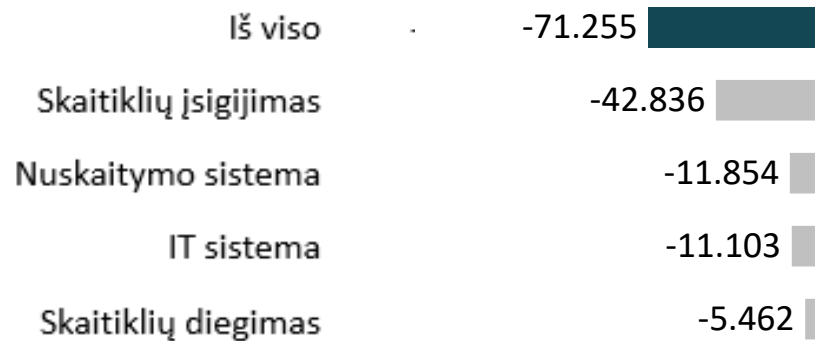 Iš viso - -71.255
Skaitiklių įsigijimas -42.836
Nuskaitymo sistema -11.854
IT sistema -11.103
Skaitiklių diegimas -5.462